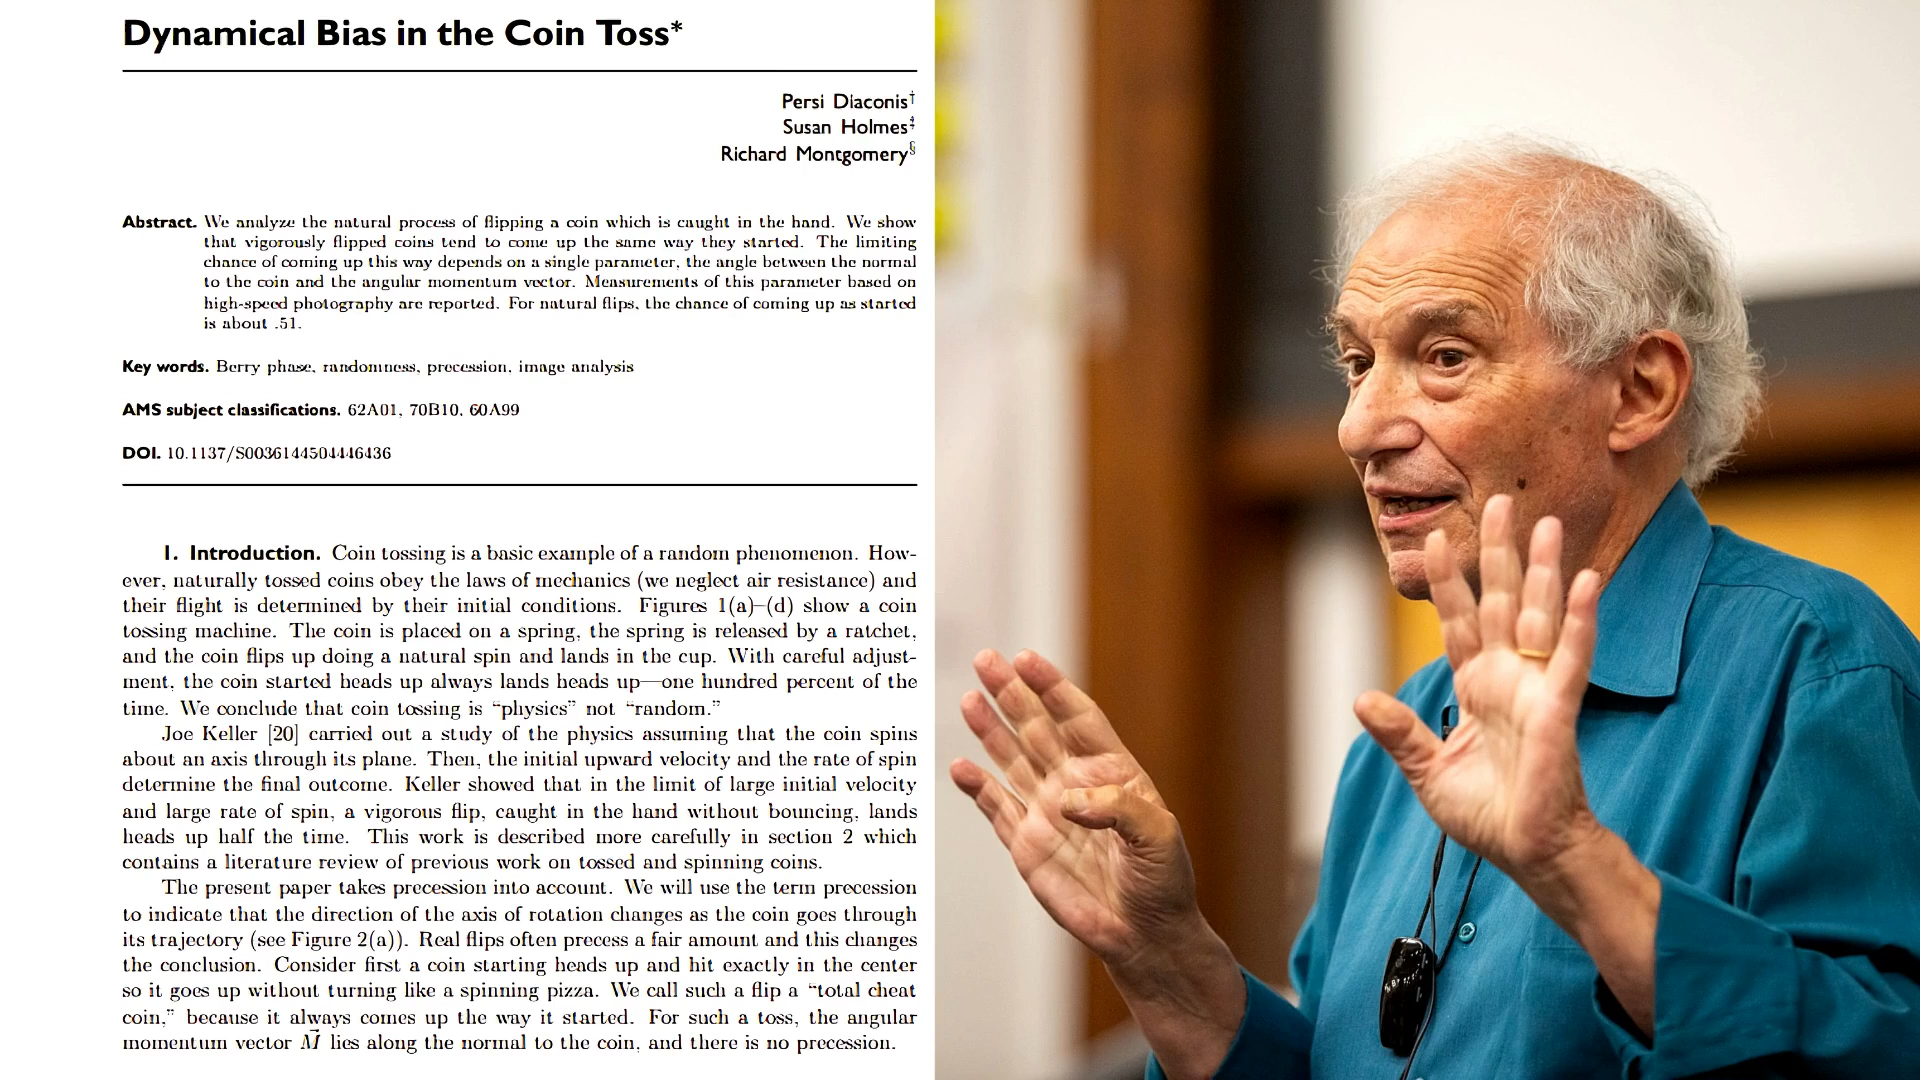 Dynamical Bias in the Coin Toss*
Persi Diaconis†
Susan Holmes‡
Richard Montgomery§
Abstract. We analyze the natural process of flipping a coin which is caught in the hand. We show
that vigorously flipped coins tend to come up the same way they started. The limiting
chance of coming up this way depends on a single parameter, the angle between the normal
to the coin and the angular momentum vector. Measurements of this parameter based on
high-speed photography are reported. For natural flips, the chance of coming up as started
is about .51.
Key words. Berry phase, randomness, precession, image analysis
AMS subject classifications. 62A01, 70B10, 60A99
DOI. 10.1137/S0036144504446436
1. Introduction. Coin tossing is a basic example of a random phenomenon. How-
ever, naturally tossed coins obey the laws of mechanics (we neglect air resistance) and
their flight is determined by their initial conditions. Figures 1(a)–(d) show a coin
tossing machine. The coin is placed on a spring, the spring is released by a ratchet,
and the coin flips up doing a natural spin and lands in the cup. With careful adjust-
ment, the coin started heads up always lands heads up—one hundred percent of the
time. We conclude that coin tossing is “physics” not “random.”
Joe Keller [20] carried out a study of the physics assuming that the coin spins
about an axis through its plane. Then, the initial upward velocity and the rate of spin
determine the final outcome. Keller showed that in the limit of large initial velocity
and large rate of spin, a vigorous flip, caught in the hand without bouncing, lands
heads up half the time. This work is described more carefully in section 2 which
contains a literature review of previous work on tossed and spinning coins.
The present paper takes precession into account. We will use the term precession
to indicate that the direction of the axis of rotation changes as the coin goes through
its trajectory (see Figure 2(a)). Real flips often precess a fair amount and this changes
the conclusion. Consider first a coin starting heads up and hit exactly in the center
so it goes up without turning like a spinning pizza. We call such a flip a “total cheat
coin,” because it always comes up the way it started. For such a toss, the angular
momentum vector M⃗ lies along the normal to the coin, and there is no precession.